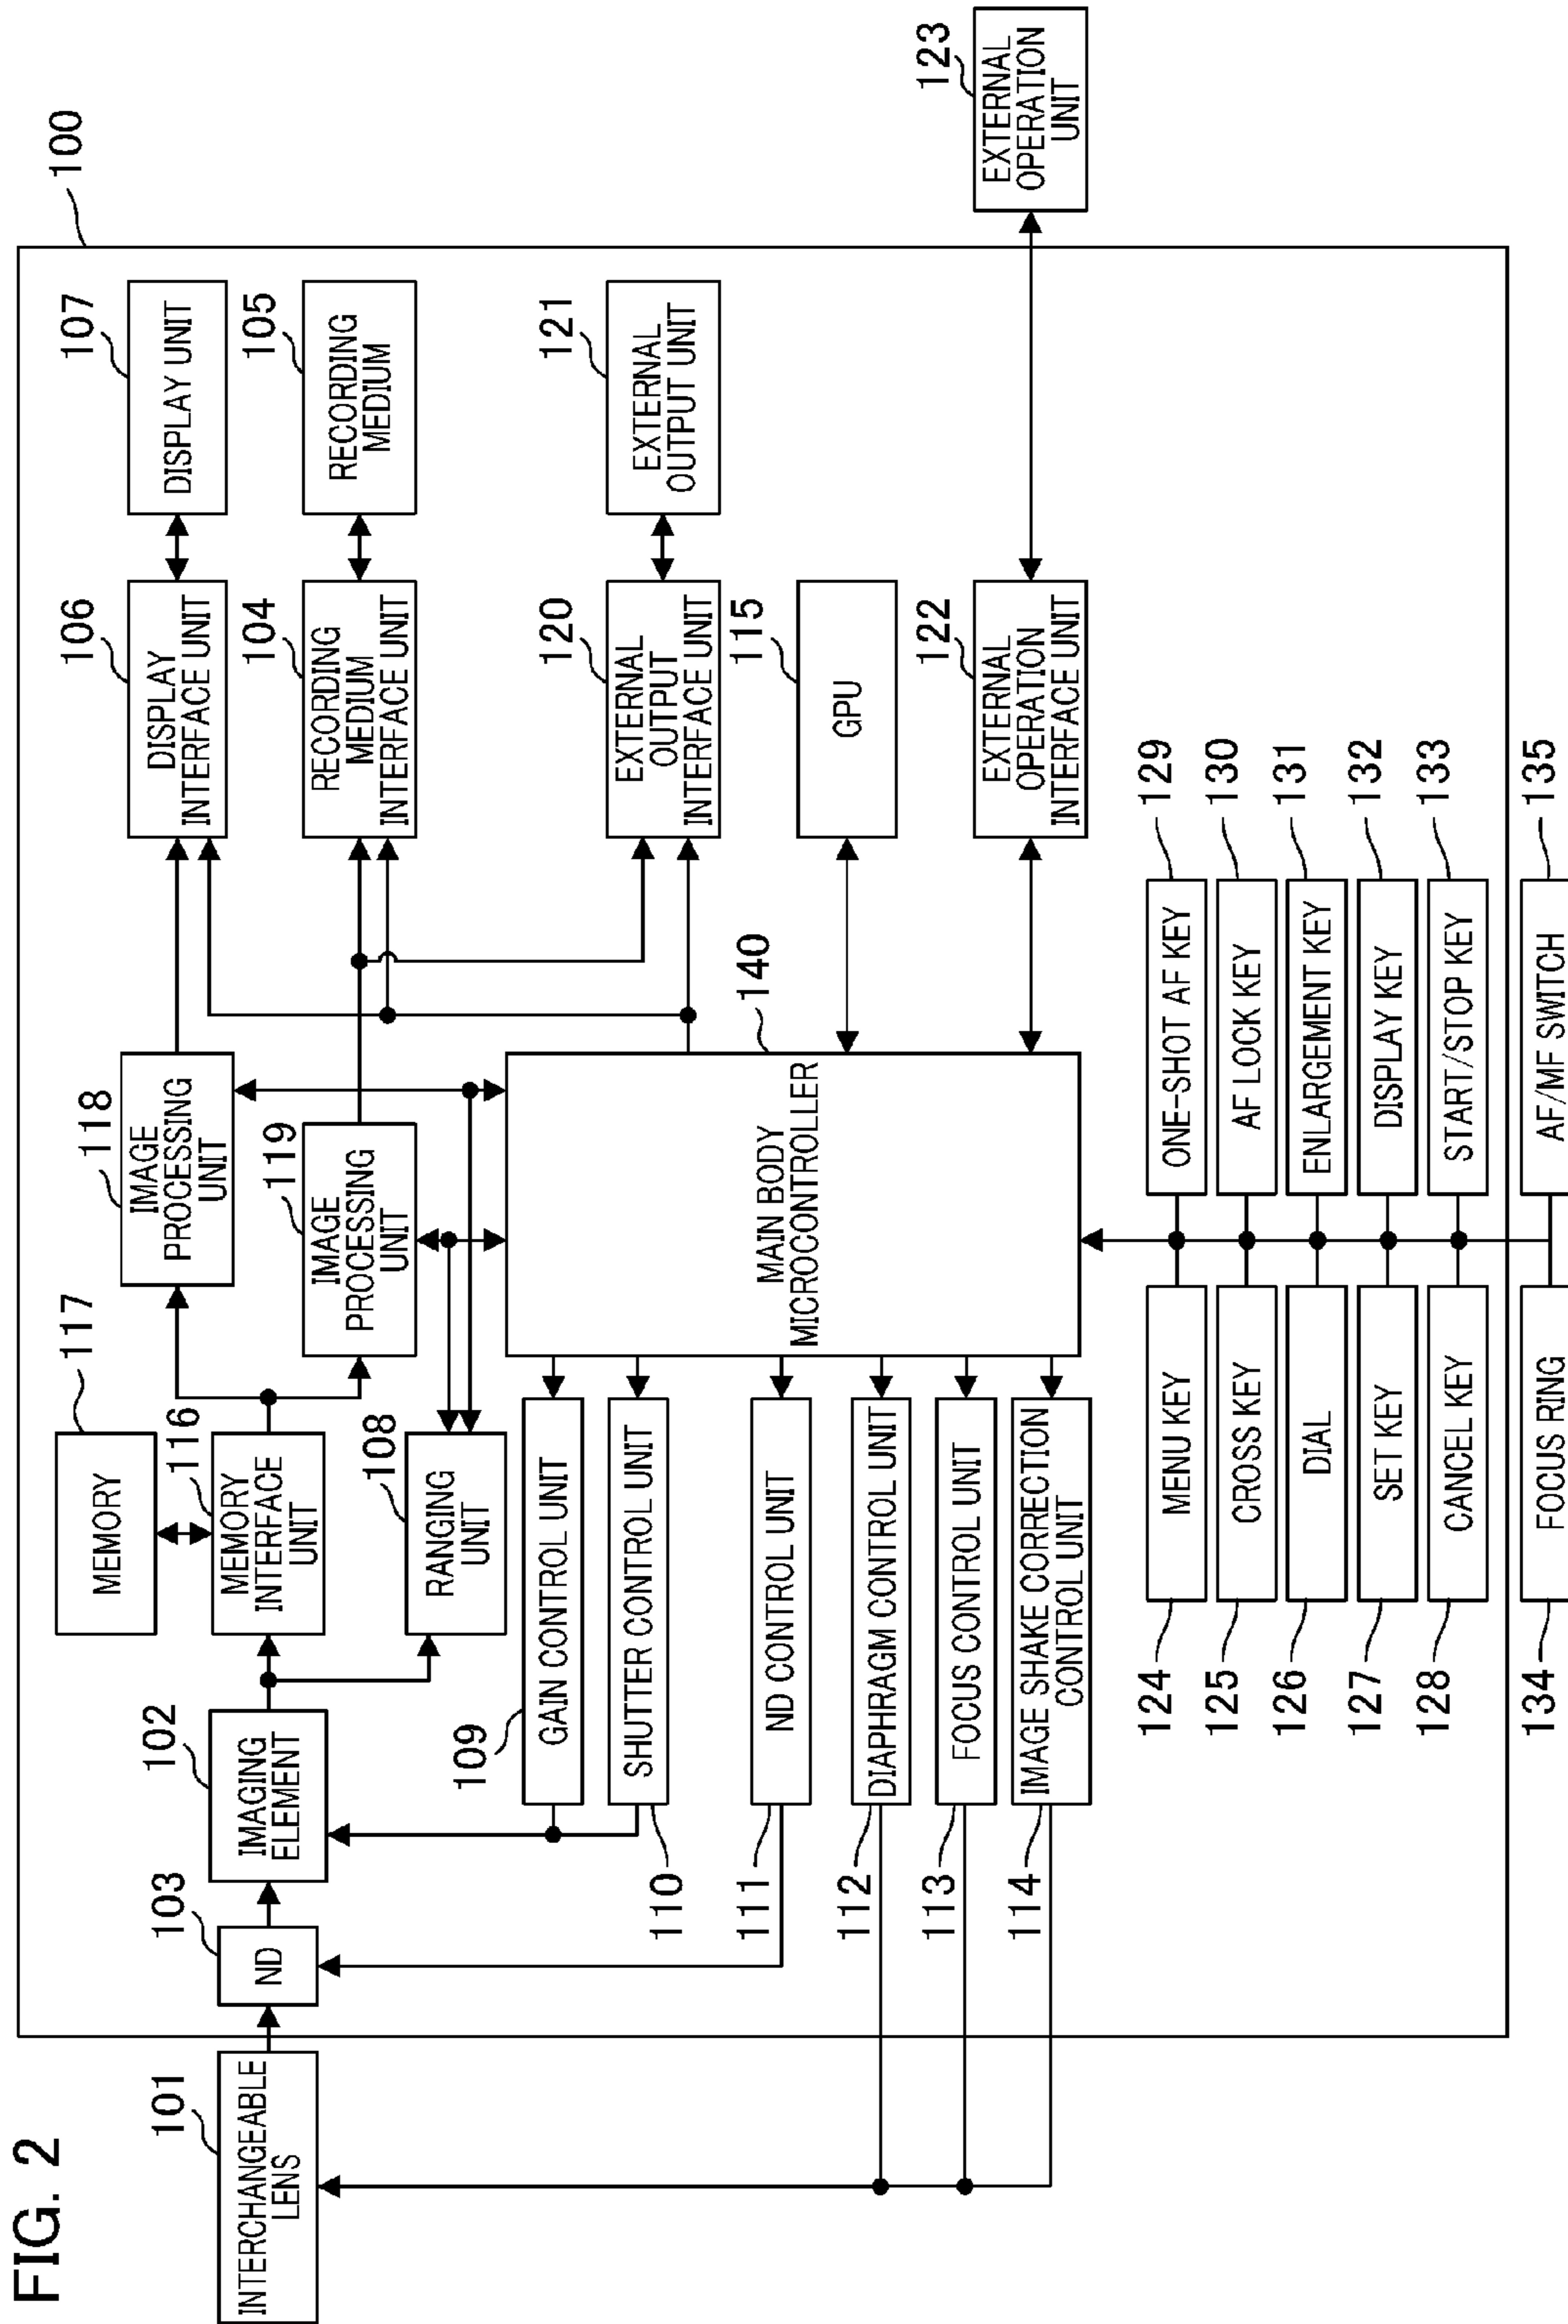 FIG. 2
100
101
INTERCHANGEABLE
LENS
103
ND
102
IMAGING
ELEMENT
117
MEMORY
116
MEMORY
INTERFACE
UNIT
118
IMAGE
PROCESSING
UNIT
106
DISPLAY
INTERFACE UNIT
107
DISPLAY UNIT
119
IMAGE
PROCESSING
UNIT
104
RECORDING
MEDIUM
INTERFACE UNIT
105
RECORDING
MEDIUM
108
RANGING
UNIT
109
GAIN CONTROL UNIT
110
SHUTTER CONTROL UNIT
111
ND CONTROL UNIT
112
DIAPHRAGM CONTROL UNIT
113
FOCUS CONTROL UNIT
114
IMAGE SHAKE CORRECTION
CONTROL UNIT
140
MAIN BODY
MICROCONTROLLER
120
EXTERNAL
OUTPUT
INTERFACE UNIT
121
EXTERNAL
OUTPUT UNIT
115
GPU
122
EXTERNAL
OPERATION
INTERFACE UNIT
123
EXTERNAL
OPERATION
UNIT
124
MENU KEY
ONE-SHOT AF KEY
129
125
CROSS KEY
AF LOCK KEY
130
126
DIAL
ENLARGEMENT KEY
131
127
SET KEY
DISPLAY KEY
132
128
CANCEL KEY
START/STOP KEY
133
134
FOCUS RING
AF/MF SWITCH
135